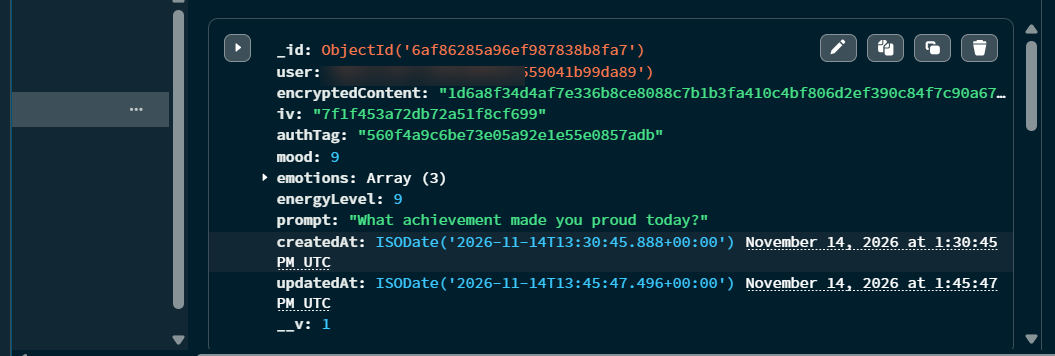 _id: ObjectId('6af86285a96ef987838b8fa7')
user: 559041b99da89')
encryptedContent: "1d6a8f34d4af7e336b8ce8088c7b1b3fa410c4bf806d2ef390c84f7c90a67…
iv: "7f1f453a72db72a51f8cf699"
authTag: "560f4a9c6be73e05a92e1e55e0857adb"
mood: 9
emotions: Array (3)
energyLevel: 9
prompt: "What achievement made you proud today?"
createdAt: ISODate('2026-11-14T13:30:45.888+00:00') November 14, 2026 at 1:30:45
PM UTC
updatedAt: ISODate('2026-11-14T13:45:47.496+00:00') November 14, 2026 at 1:45:47
PM UTC
__v: 1